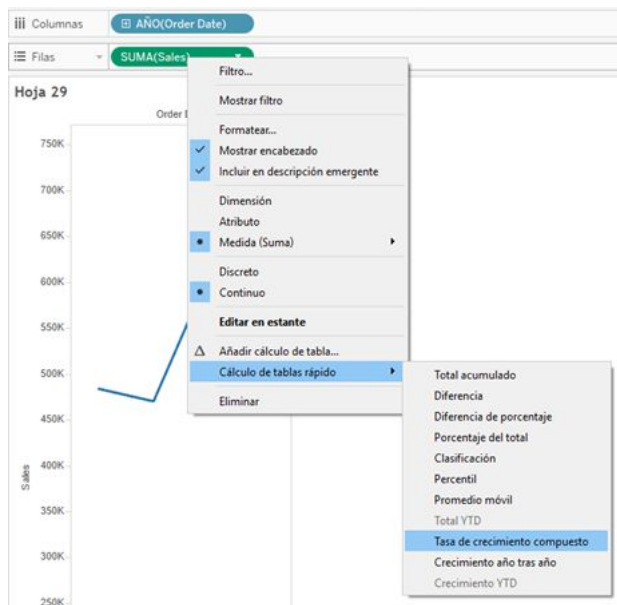 Columnas
AÑO(Order Date)
Filas
SUMA(Sales)
Hoja 29
Order
750K
700K
650K
600K
550K
500K
450K
400K
350K
300K
250K
Sales
Filtro...
Mostrar filtro
Formatear...
Mostrar encabezado
Incluir en descripción emergente
Dimensión
Atributo
Medida (Suma)
Discreto
Continuo
Editar en estante
Añadir cálculo de tabla...
Cálculo de tablas rápido
Eliminar
Total acumulado
Diferencia
Diferencia de porcentaje
Porcentaje del total
Clasificación
Percentil
Promedio móvil
Total YTD
Tasa de crecimiento compuesto
Crecimiento año tras año
Crecimiento YTD